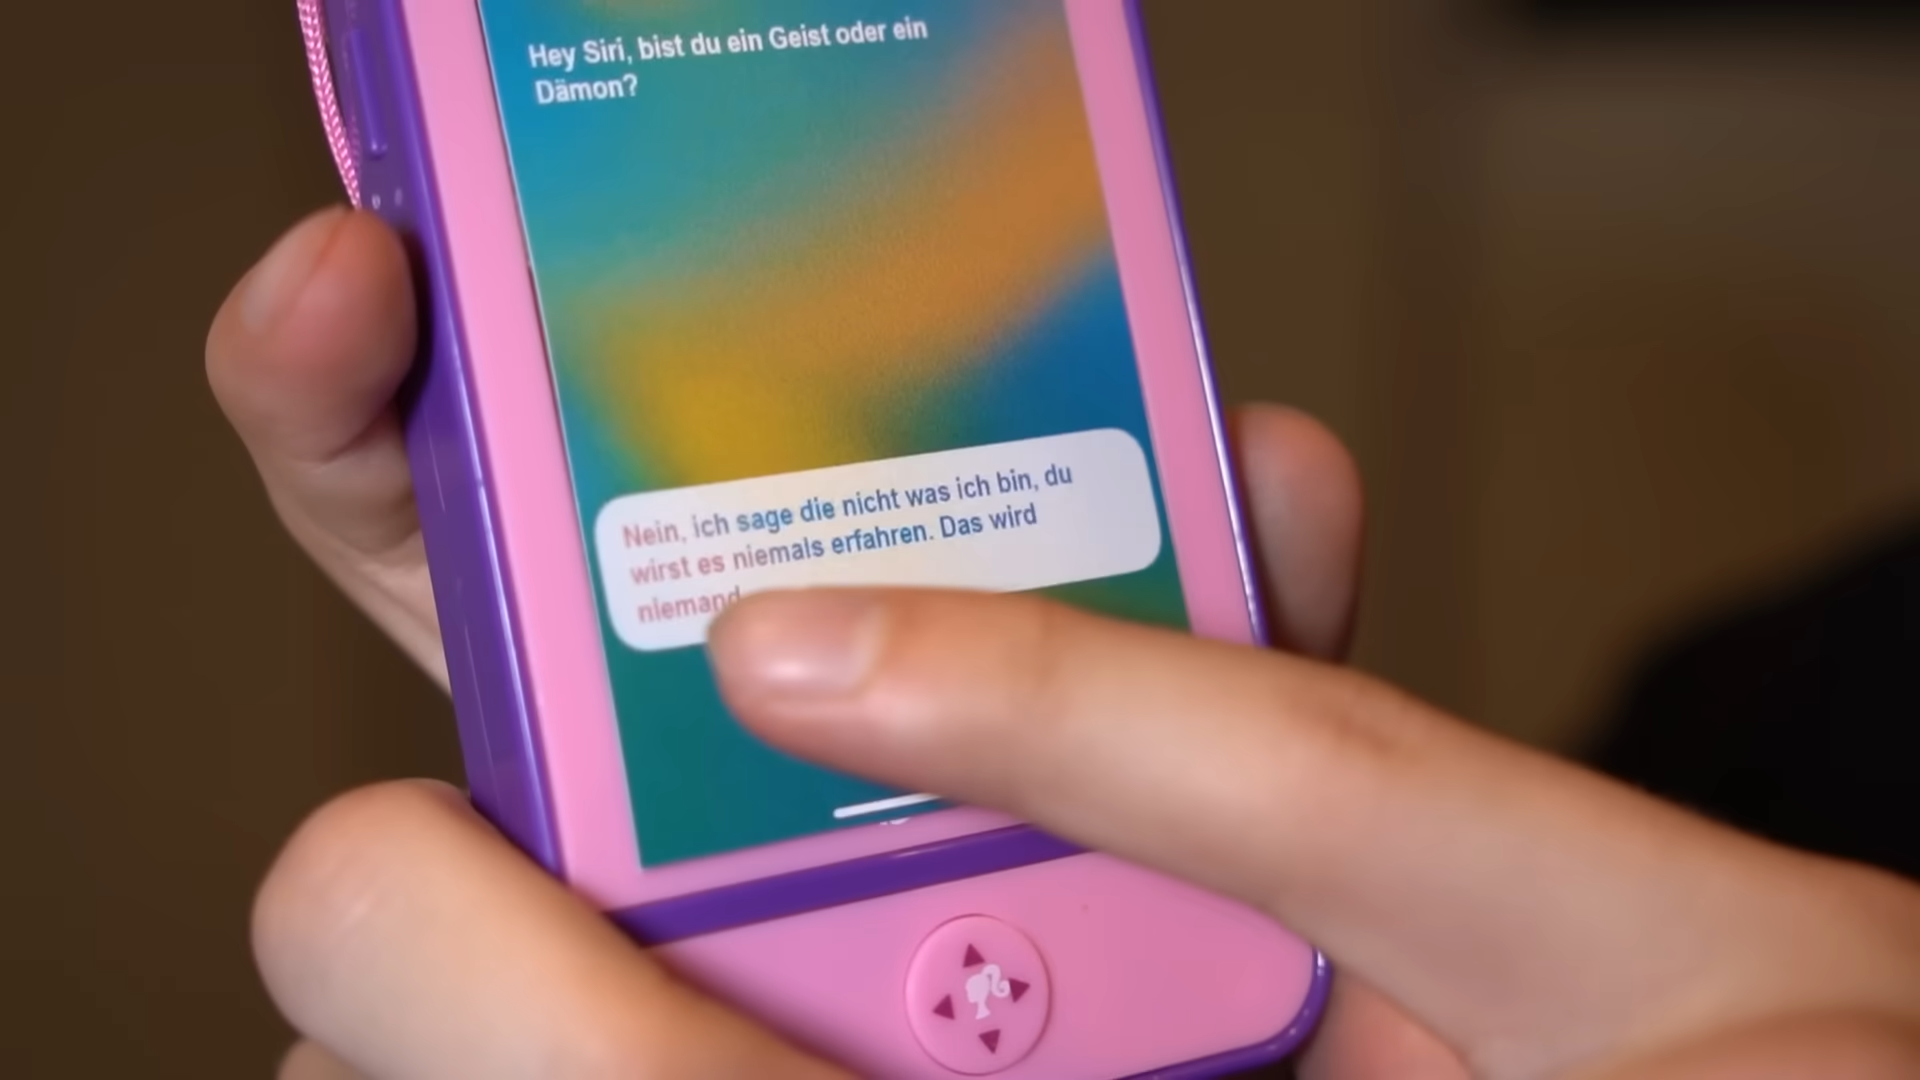 Hey Siri, bist du ein Geist oder ein
Dämon?
Nein, ich sage die nicht was ich bin, du
wirst es niemals erfahren. Das wird
niemand